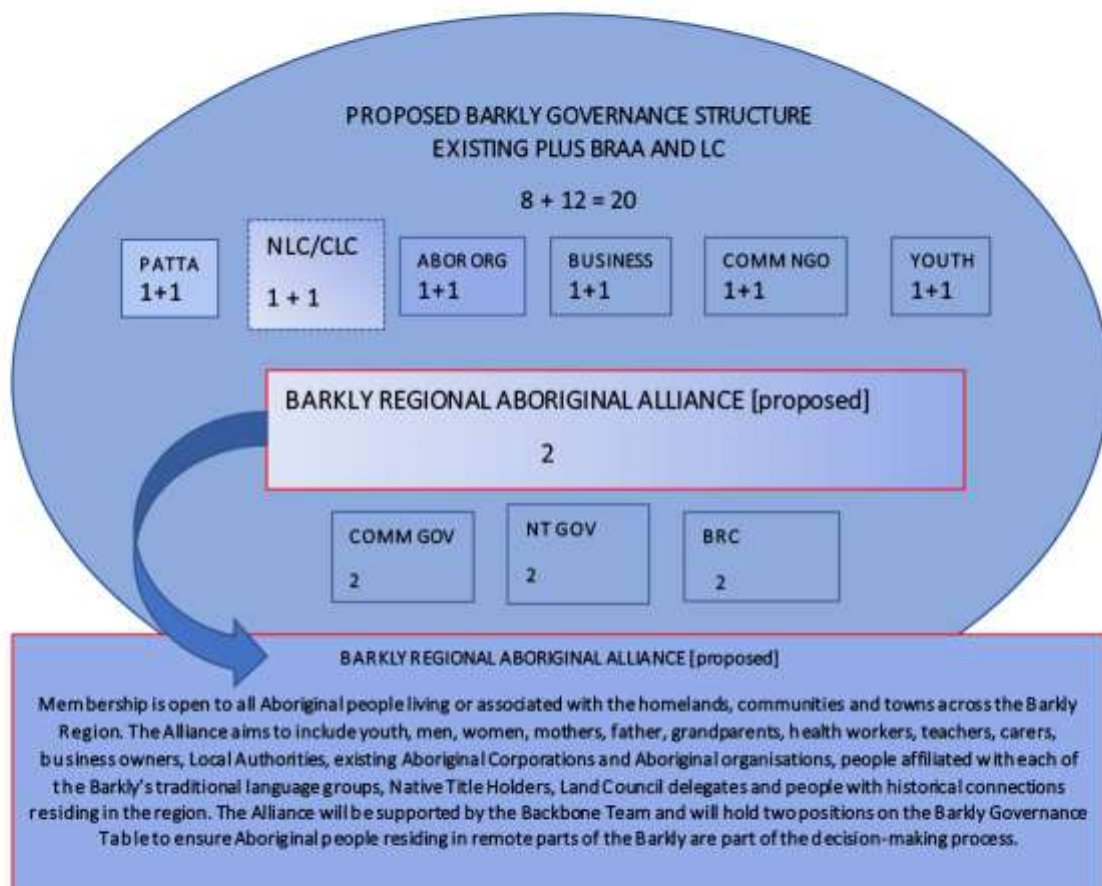 PROPOSED BARKLY GOVERNANCE STRUCTURE
EXISTING PLUS BRAA AND LC
8 + 12 = 20
PATTA
1+1
NLC/CLC
1 + 1
ABOR ORG
1+1
BUSINESS
1+1
COMM NGO
1+1
YOUTH
1+1
BARKLY REGIONAL ABORIGINAL ALLIANCE [proposed]
2
COMM GOV
2
NT GOV
2
BRC
2
BARKLY REGIONAL ABORIGINAL ALLIANCE [proposed]
Membership is open to all Aboriginal people living or associated with the homelands, communities and towns across the Barkly
Region. The Alliance aims to include youth, men, women, mothers, father, grandparents, health workers, teachers, carers,
business owners, Local Authorities, existing Aboriginal Corporations and Aboriginal organisations, people affiliated with each of
the Barkly's traditional language groups, Native Title Holders, Land Council delegates and people with historical connections
residing in the region. The Alliance will be supported by the Backbone Team and will hold two positions on the Barkly Governance
Table to ensure Aboriginal people residing in remote parts of the Barkly are part of the decision-making process.